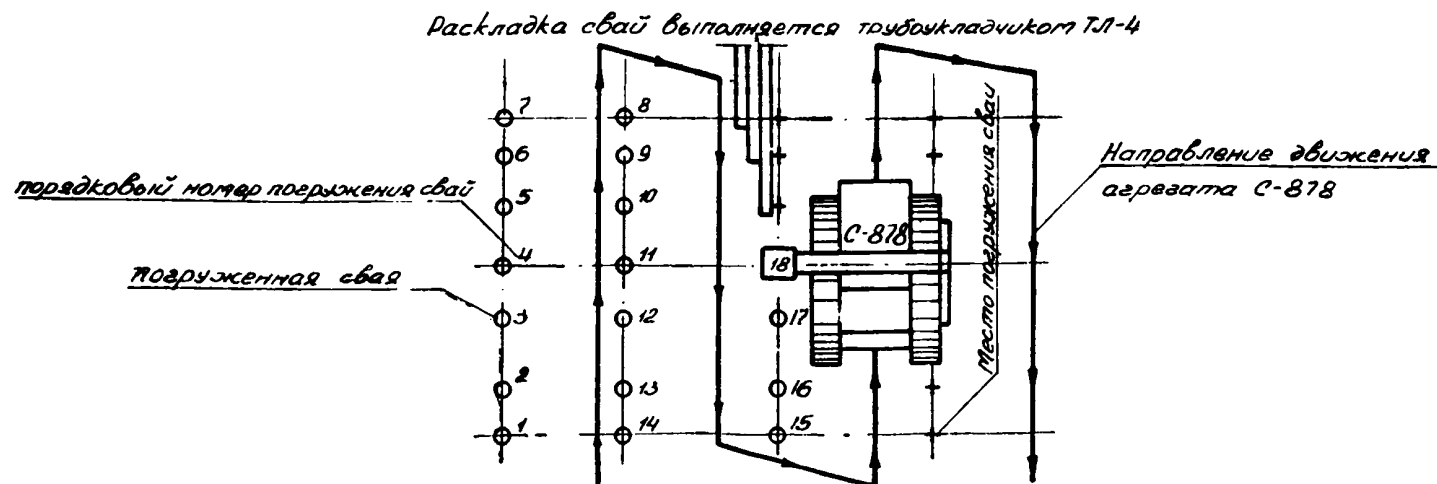 Раскладка свай выполняется трубоукладчиком ТЛ-4
7
8
6
9
5
10
4
11
3
12
2
13
1
14
15
16
17
18
С-878
порядковый номер погружения свай
Погруженная свая
Место погружения сваи
Направление движения
агрегата С-878